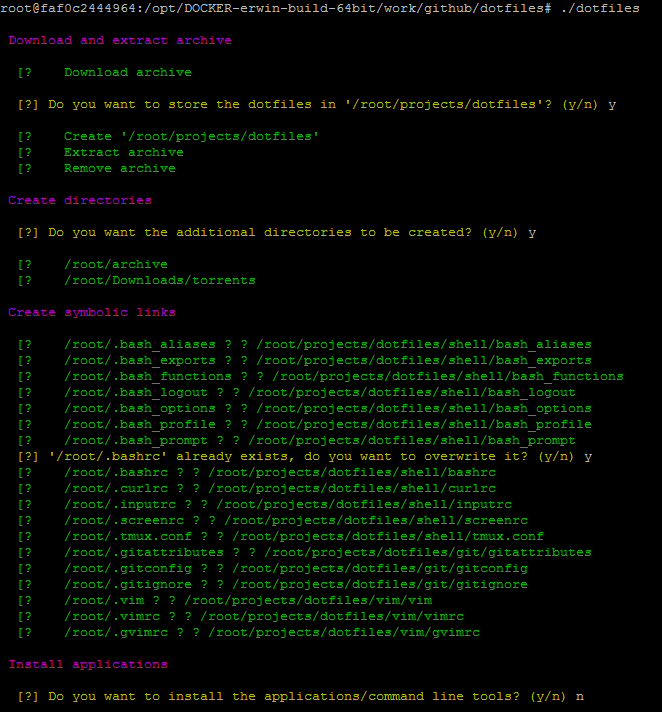 root@faf0c2444964:/opt/DOCKER-erwin-build-64bit/work/github/dotfiles# ./dotfiles
Download and extract archive
[?    Download archive
[?] Do you want to store the dotfiles in '/root/projects/dotfiles'? (y/n) y
[?    Create '/root/projects/dotfiles'
[?    Extract archive
[?    Remove archive
Create directories
[?] Do you want the additional directories to be created? (y/n) y
[?    /root/archive
[?    /root/Downloads/torrents
Create symbolic links
[?    /root/.bash_aliases ? ? /root/projects/dotfiles/shell/bash_aliases
[?    /root/.bash_exports ? ? /root/projects/dotfiles/shell/bash_exports
[?    /root/.bash_functions ? ? /root/projects/dotfiles/shell/bash_functions
[?    /root/.bash_logout ? ? /root/projects/dotfiles/shell/bash_logout
[?    /root/.bash_options ? ? /root/projects/dotfiles/shell/bash_options
[?    /root/.bash_profile ? ? /root/projects/dotfiles/shell/bash_profile
[?    /root/.bash_prompt ? ? /root/projects/dotfiles/shell/bash_prompt
[?] '/root/.bashrc' already exists, do you want to overwrite it? (y/n) y
[?    /root/.bashrc ? ? /root/projects/dotfiles/shell/bashrc
[?    /root/.curlrc ? ? /root/projects/dotfiles/shell/curlrc
[?    /root/.inputrc ? ? /root/projects/dotfiles/shell/inputrc
[?    /root/.screenrc ? ? /root/projects/dotfiles/shell/screenrc
[?    /root/.tmux.conf ? ? /root/projects/dotfiles/shell/tmux.conf
[?    /root/.gitattributes ? ? /root/projects/dotfiles/git/gitattributes
[?    /root/.gitconfig ? ? /root/projects/dotfiles/git/gitconfig
[?    /root/.gitignore ? ? /root/projects/dotfiles/git/gitignore
[?    /root/.vim ? ? /root/projects/dotfiles/vim/vim
[?    /root/.vimrc ? ? /root/projects/dotfiles/vim/vimrc
[?    /root/.gvimrc ? ? /root/projects/dotfiles/vim/gvimrc
Install applications
[?] Do you want to install the applications/command line tools? (y/n) n